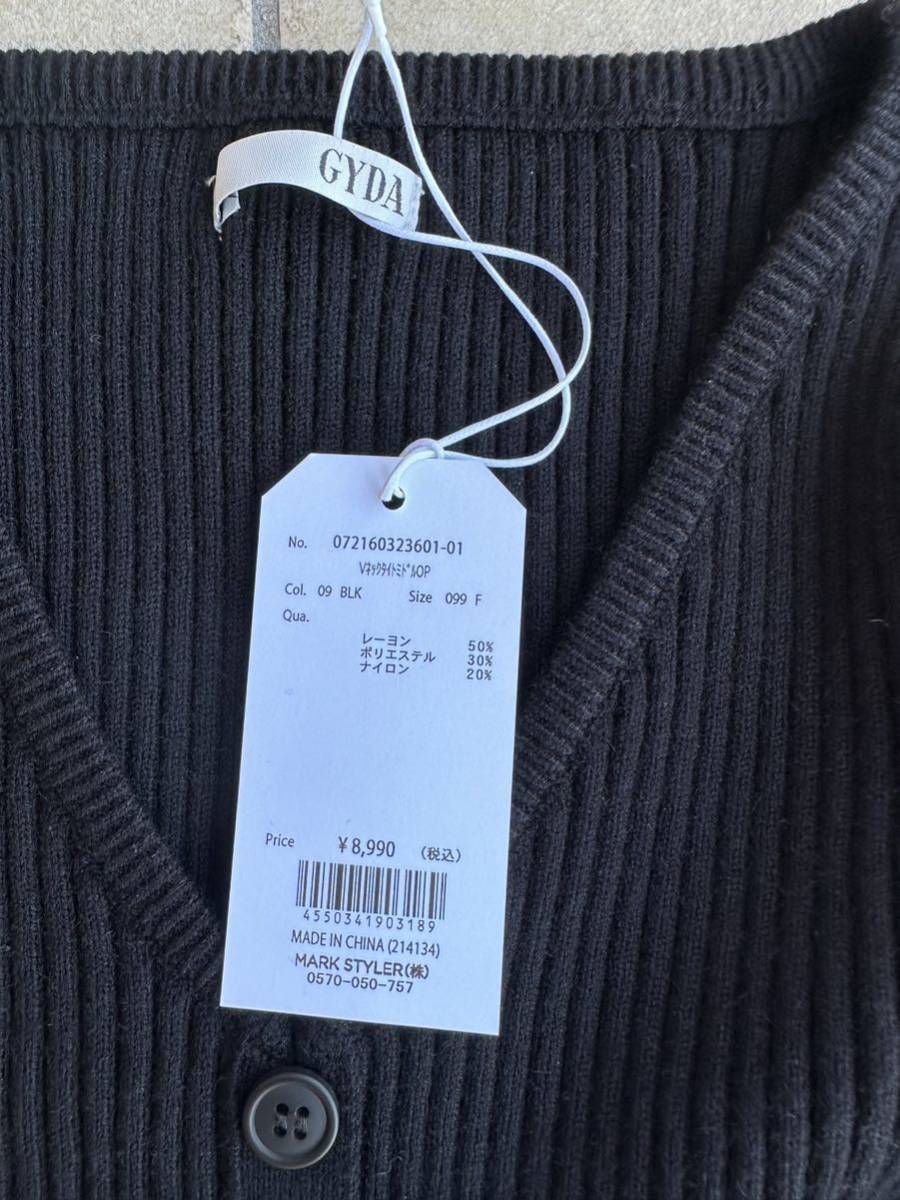 GYDA
No. 072160323601-01
VﾈｯｸﾀｲﾄﾐﾄﾞﾙOP
Col. 09 BLK Size 099 F
Qua.
レーヨン 50%
ポリエステル 30%
ナイロン 20%
Price ¥8,990 (税込)
4550341903189
MADE IN CHINA (214134)
MARK STYLER(株)
0570-050-757